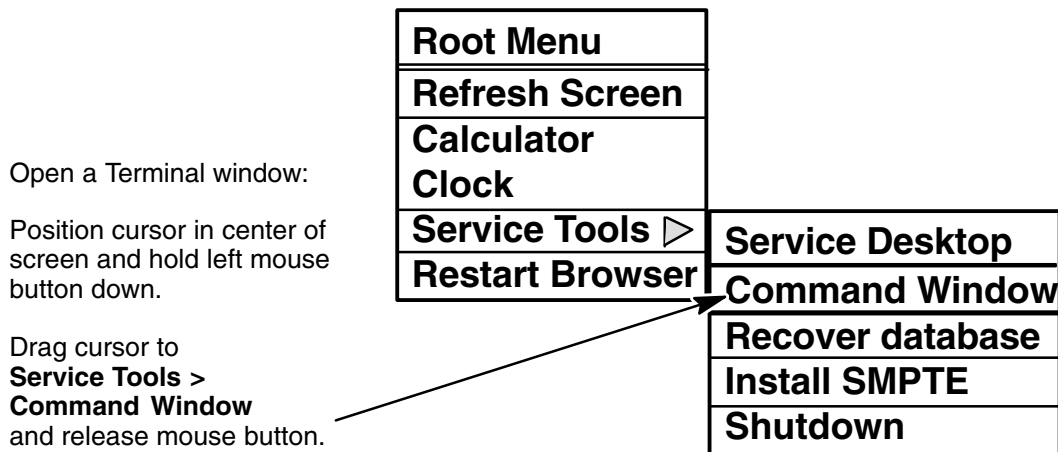 Open a Terminal window:
Position cursor in center of
screen and hold left mouse
button down.
Drag cursor to
Service Tools >
Command Window
and release mouse button.
Root Menu
Refresh Screen
Calculator
Clock
Service Tools
Restart Browser
Service Desktop
Command Window
Recover database
Install SMPTE
Shutdown